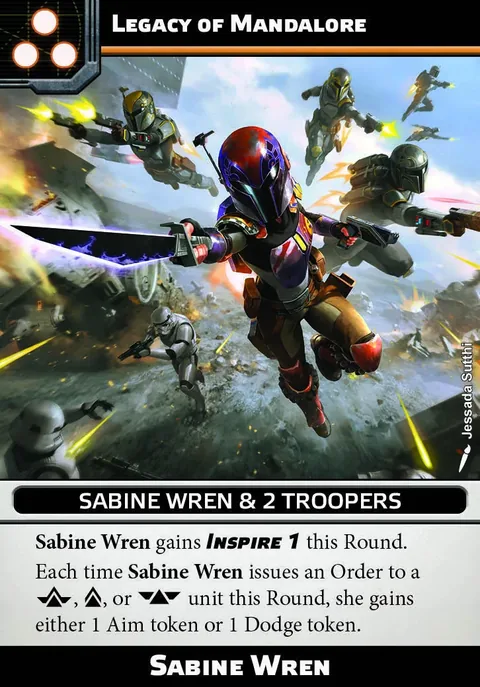 Legacy of Mandalore
Jessada Sutthi
SABINE WREN & 2 TROOPERS
Sabine Wren gains Inspire 1 this Round.
Each time Sabine Wren issues an Order to a
, , or unit this Round, she gains
either 1 Aim token or 1 Dodge token.
Sabine Wren